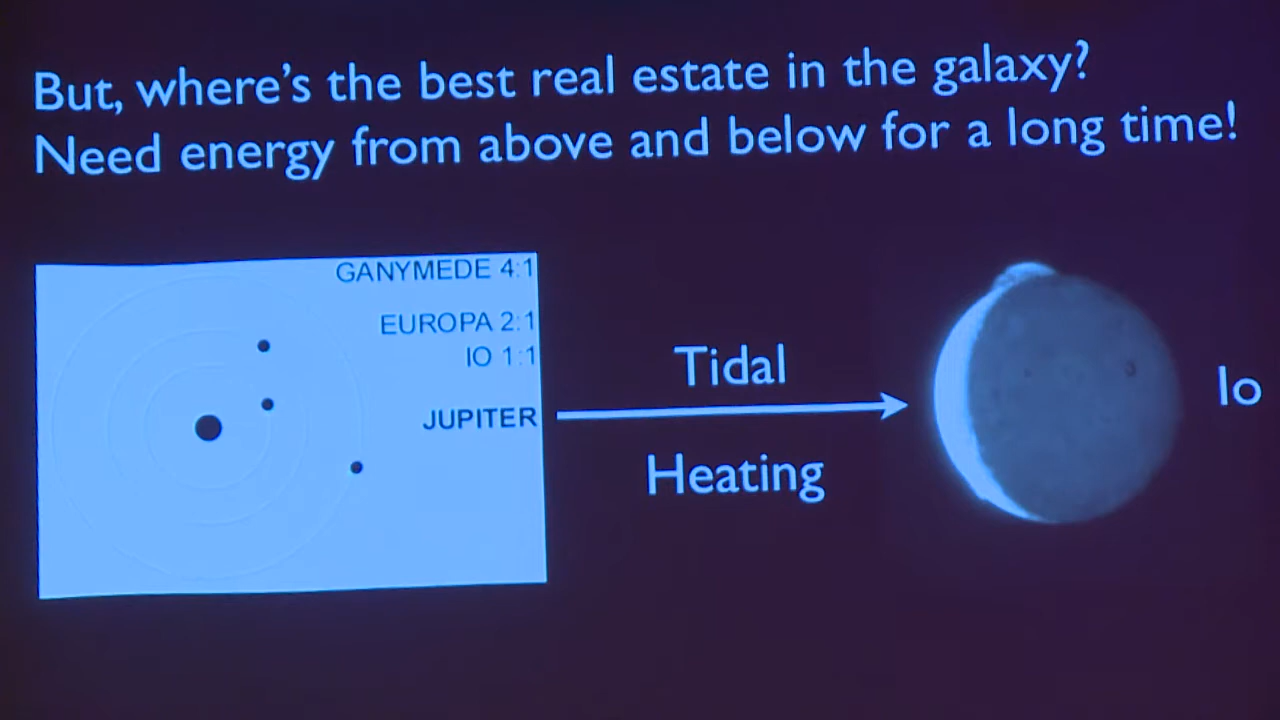 But, where's the best real estate in the galaxy?
Need energy from above and below for a long time!
GANYMEDE 4:1
EUROPA 2:1
IO 1:1
JUPITER
Tidal
Heating
Io